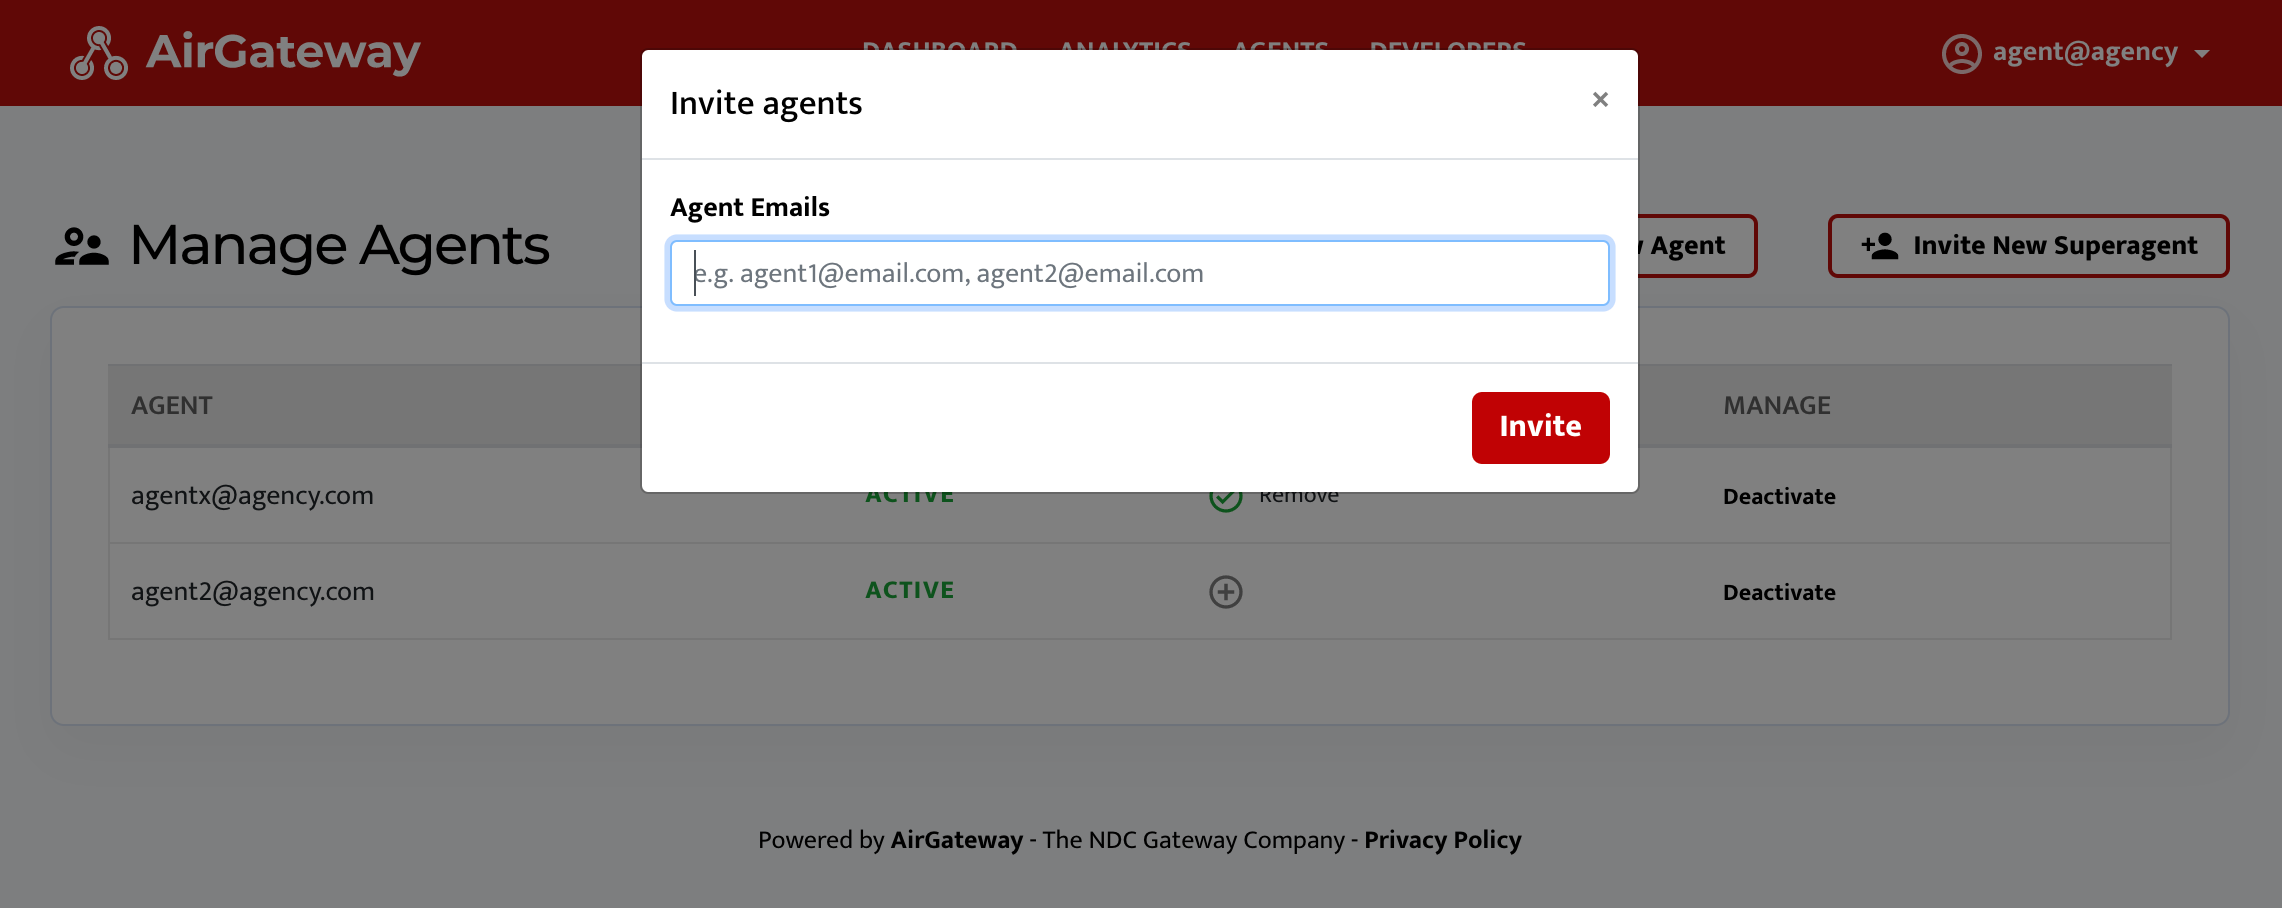 AirGateway
DASHBOARD ANALYTICS AGENTS DEVELOPERS
agent@agency
Invite agents
×
Agent Emails
e.g. agent1@email.com, agent2@email.com
Invite
Manage Agents
Agent
Invite New Superagent
AGENT
MANAGE
agentx@agency.com
ACTIVE
Remove
Deactivate
agent2@agency.com
ACTIVE
Deactivate
Powered by AirGateway - The NDC Gateway Company - Privacy Policy